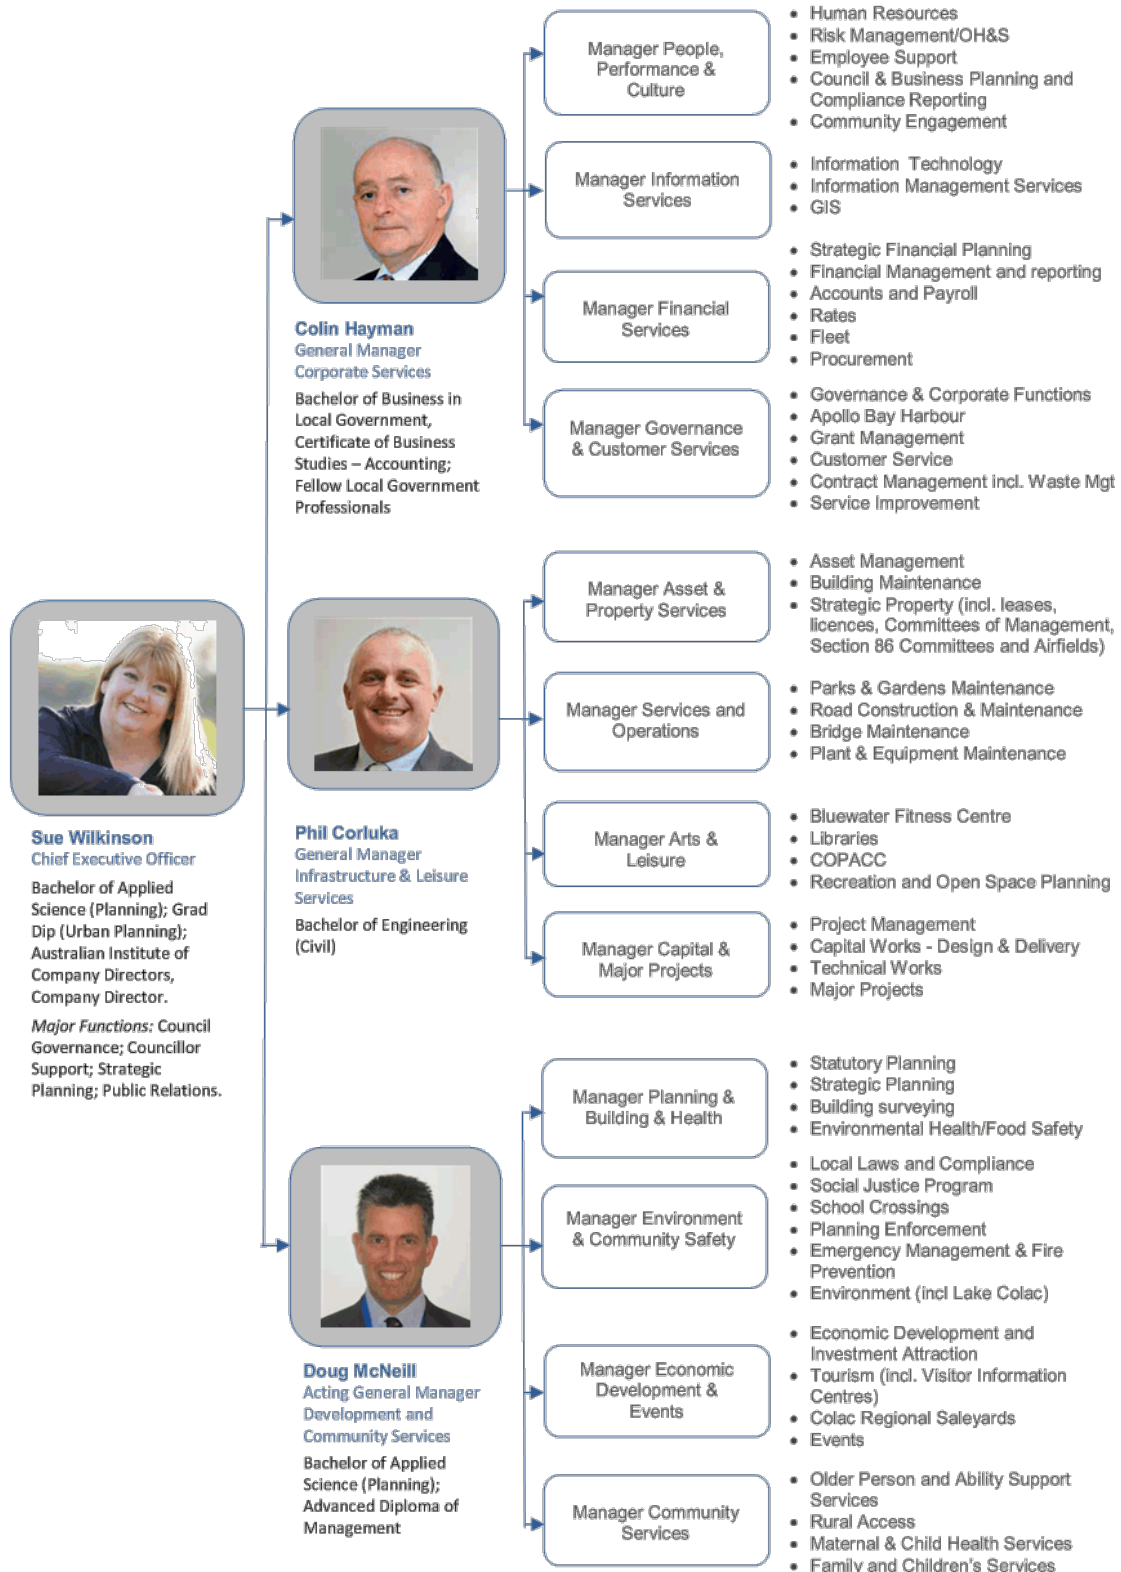 Manager People,
Performance &
Culture
• Human Resources
• Risk Management/OH&S
• Employee Support
• Council & Business Planning and
Compliance Reporting
• Community Engagement
Manager Information
Services
• Information Technology
• Information Management Services
• GIS
Manager Financial
Services
• Strategic Financial Planning
• Financial Management and reporting
• Accounts and Payroll
• Rates
• Fleet
• Procurement
Manager Governance
& Customer Services
• Governance & Corporate Functions
• Apollo Bay Harbour
• Grant Management
• Customer Service
• Contract Management incl. Waste Mgt
• Service Improvement
Colin Hayman
General Manager
Corporate Services
Bachelor of Business in
Local Government,
Certificate of Business
Studies – Accounting;
Fellow Local Government
Professionals
Manager Asset &
Property Services
• Asset Management
• Building Maintenance
• Strategic Property (incl. leases,
licences, Committees of Management,
Section 86 Committees and Airfields)
Manager Services and
Operations
• Parks & Gardens Maintenance
• Road Construction & Maintenance
• Bridge Maintenance
• Plant & Equipment Maintenance
Manager Arts &
Leisure
• Bluewater Fitness Centre
• Libraries
• COPACC
• Recreation and Open Space Planning
Manager Capital &
Major Projects
• Project Management
• Capital Works - Design & Delivery
• Technical Works
• Major Projects
Sue Wilkinson
Chief Executive Officer
Bachelor of Applied
Science (Planning); Grad
Dip (Urban Planning);
Australian Institute of
Company Directors,
Company Director.
Major Functions: Council
Governance; Councillor
Support; Strategic
Planning; Public Relations.
Phil Corluka
General Manager
Infrastructure & Leisure
Services
Bachelor of Engineering
(Civil)
Manager Planning &
Building & Health
• Statutory Planning
• Strategic Planning
• Building surveying
• Environmental Health/Food Safety
Manager Environment
& Community Safety
• Local Laws and Compliance
• Social Justice Program
• School Crossings
• Planning Enforcement
• Emergency Management & Fire
Prevention
• Environment (incl Lake Colac)
Manager Economic
Development &
Events
• Economic Development and
Investment Attraction
• Tourism (incl. Visitor Information
Centres)
• Colac Regional Saleyards
• Events
Manager Community
Services
• Older Person and Ability Support
Services
• Rural Access
• Maternal & Child Health Services
• Family and Children's Services
Doug McNeill
Acting General Manager
Development and
Community Services
Bachelor of Applied
Science (Planning);
Advanced Diploma of
Management